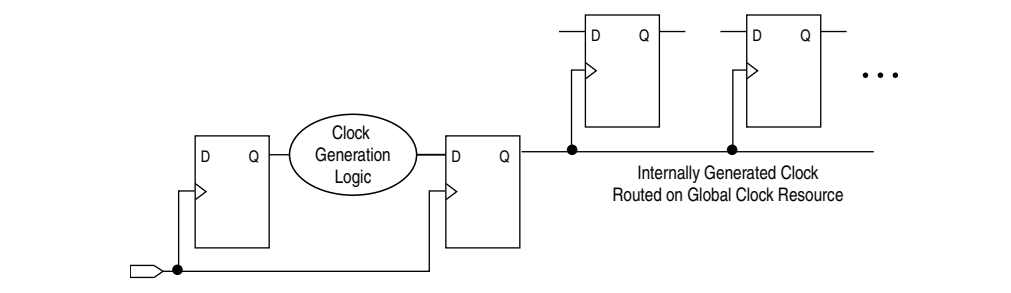 D Q
D Q
• • •
Clock
Generation
Logic
D Q
D Q
Internally Generated Clock
Routed on Global Clock Resource